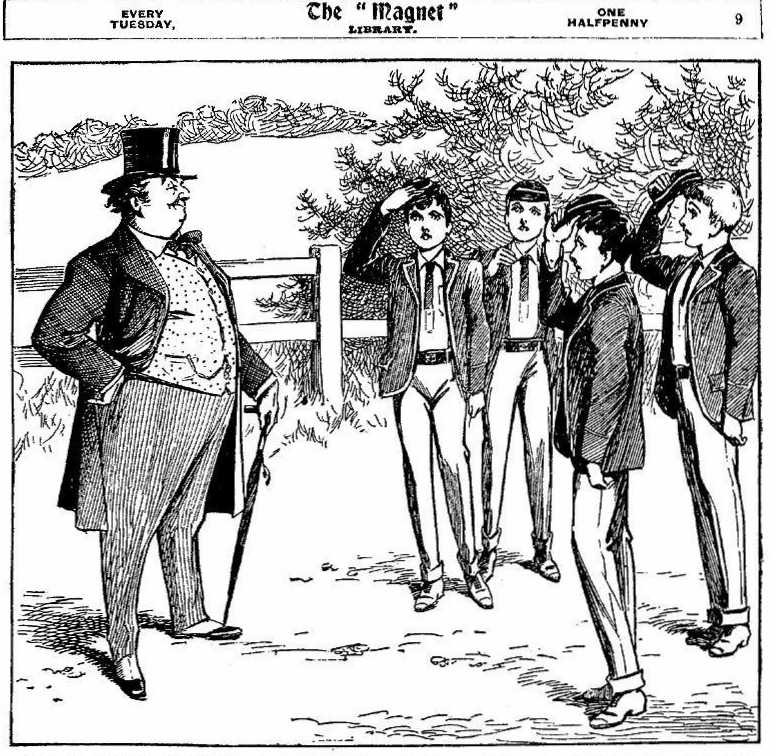 EVERY
TUESDAY,
The "Magnet"
LIBRARY.
ONE
HALFPENNY
9